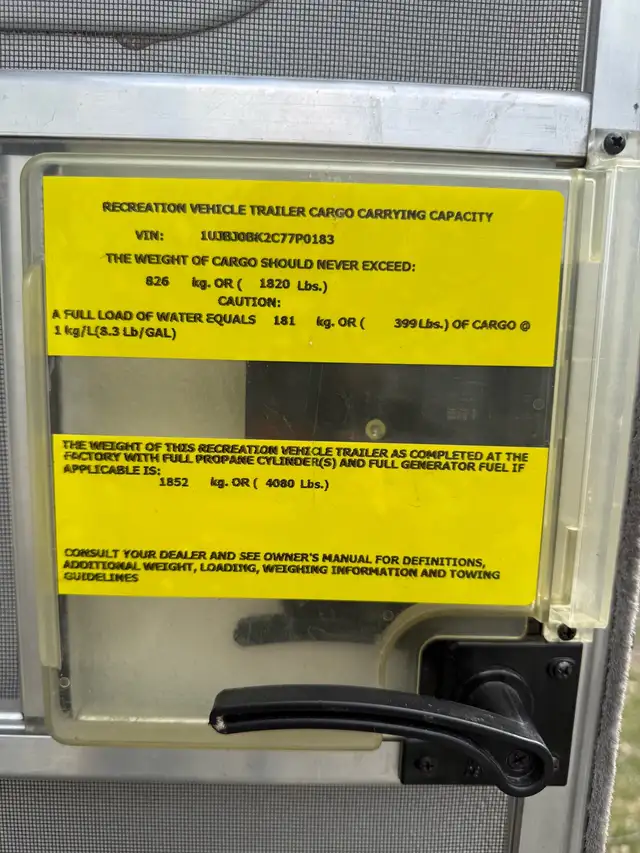 RECREATION VEHICLE TRAILER CARGO CARRYING CAPACITY
VIN: 1UJBJ0BK2C77P0183
THE WEIGHT OF CARGO SHOULD NEVER EXCEED:
826 kg. OR ( 1820 Lbs.)
CAUTION:
A FULL LOAD OF WATER EQUALS 181 kg. OR ( 399 Lbs.) OF CARGO @
1 kg/L(8.3 Lb/GAL)
THE WEIGHT OF THIS RECREATION VEHICLE TRAILER AS COMPLETED AT THE
FACTORY WITH FULL PROPANE CYLINDER(S) AND FULL GENERATOR FUEL IF
APPLICABLE IS:
1852 kg. OR ( 4080 Lbs.)
CONSULT YOUR DEALER AND SEE OWNER'S MANUAL FOR DEFINITIONS,
ADDITIONAL WEIGHT, LOADING, WEIGHING INFORMATION AND TOWING
GUIDELINES